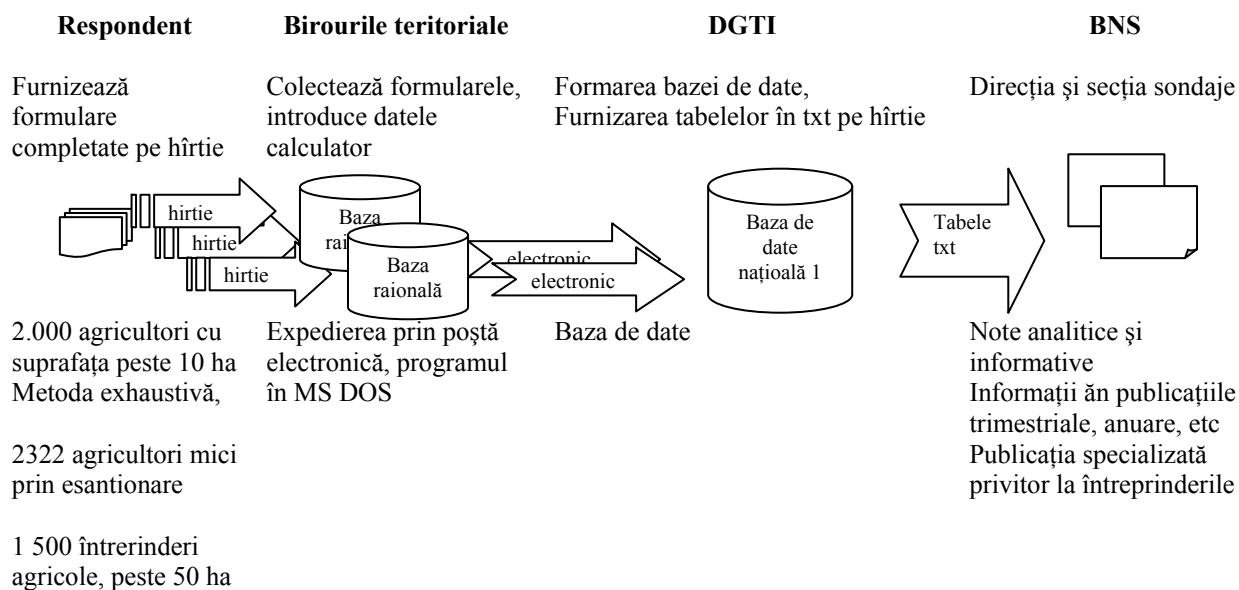 Respondent
Birourile teritoriale
DGTI
BNS
Furnizează
formulare
completate pe hîrtie
Colectează formularele,
introduce datele
calculator
Formarea bazei de date,
Furnizarea tabelelor în txt pe hîrtie
Direcția şi secția sondaje
hirtie
hirtie
hirtie
Baza
Baza
raională
electronic
electronic
Baza de
date
națioală 1
Tabele
txt
2.000 agricultori cu
suprafața peste 10 ha
Metoda exhaustivă,
2322 agricultori mici
prin esantionare
1 500 întrerinderi
agricole, peste 50 ha
Expedierea prin poştă
electronică, programul
în MS DOS
Baza de date
Note analitice şi
informative
Informații ăn publicațiile
trimestriale, anuare, etc
Publicația specializată
privitor la întreprinderile